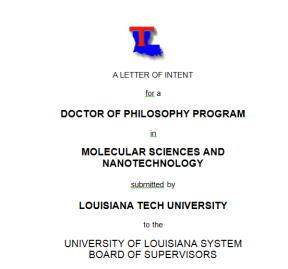 T
A LETTER OF INTENT
for a
DOCTOR OF PHILOSOPHY PROGRAM
in
MOLECULAR SCIENCES AND
NANOTECHNOLOGY
submitted by
LOUISIANA TECH UNIVERSITY
to the
UNIVERSITY OF LOUISIANA SYSTEM
BOARD OF SUPERVISORS